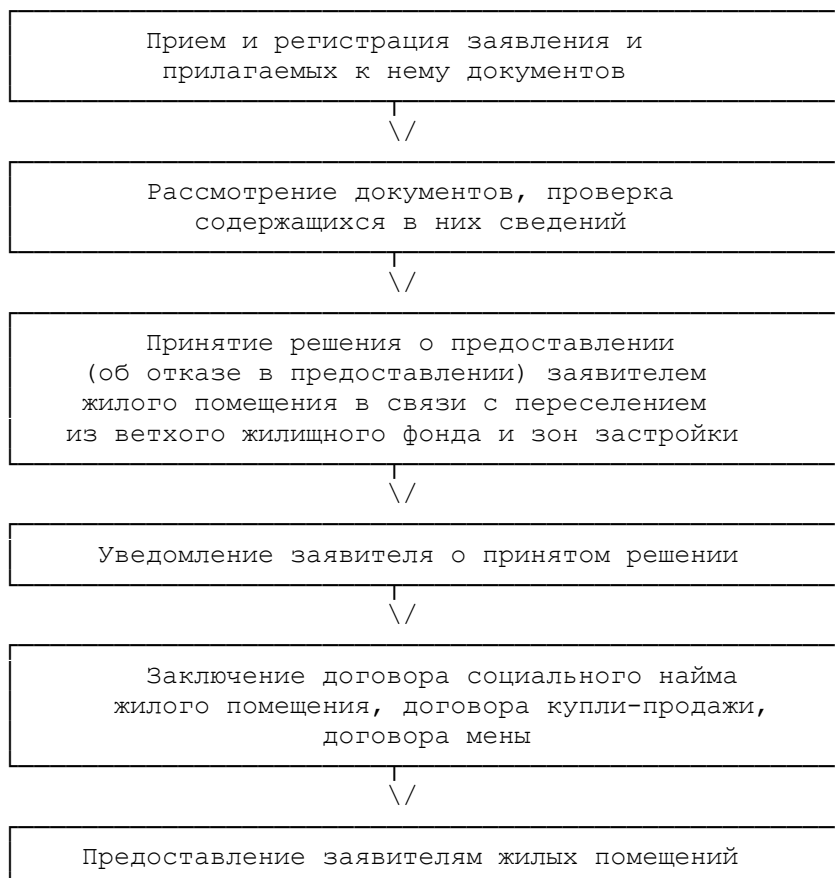 Прием и регистрация заявления и
прилагаемых к нему документов
\/
Рассмотрение документов, проверка
содержащихся в них сведений
\/
Принятие решения о предоставлении
(об отказе в предоставлении) заявителем
жилого помещения в связи с переселением
из ветхого жилищного фонда и зон застройки
\/
Уведомление заявителя о принятом решении
\/
Заключение договора социального найма
жилого помещения, договора купли-продажи,
договора мены
\/
Предоставление заявителям жилых помещений